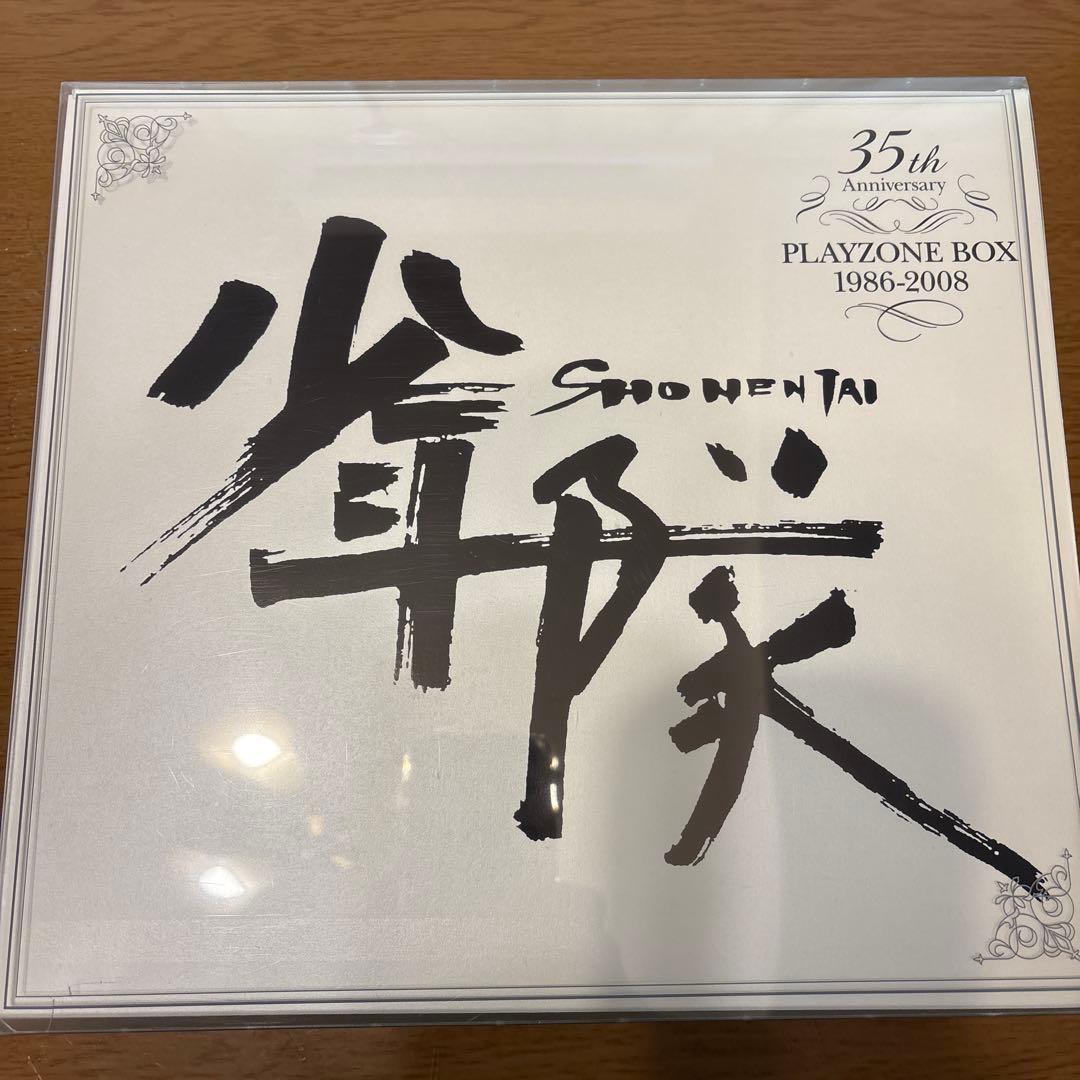 35th
Anniversary
PLAYZONE BOX
1986-2008
SHONENTAI
少年隊